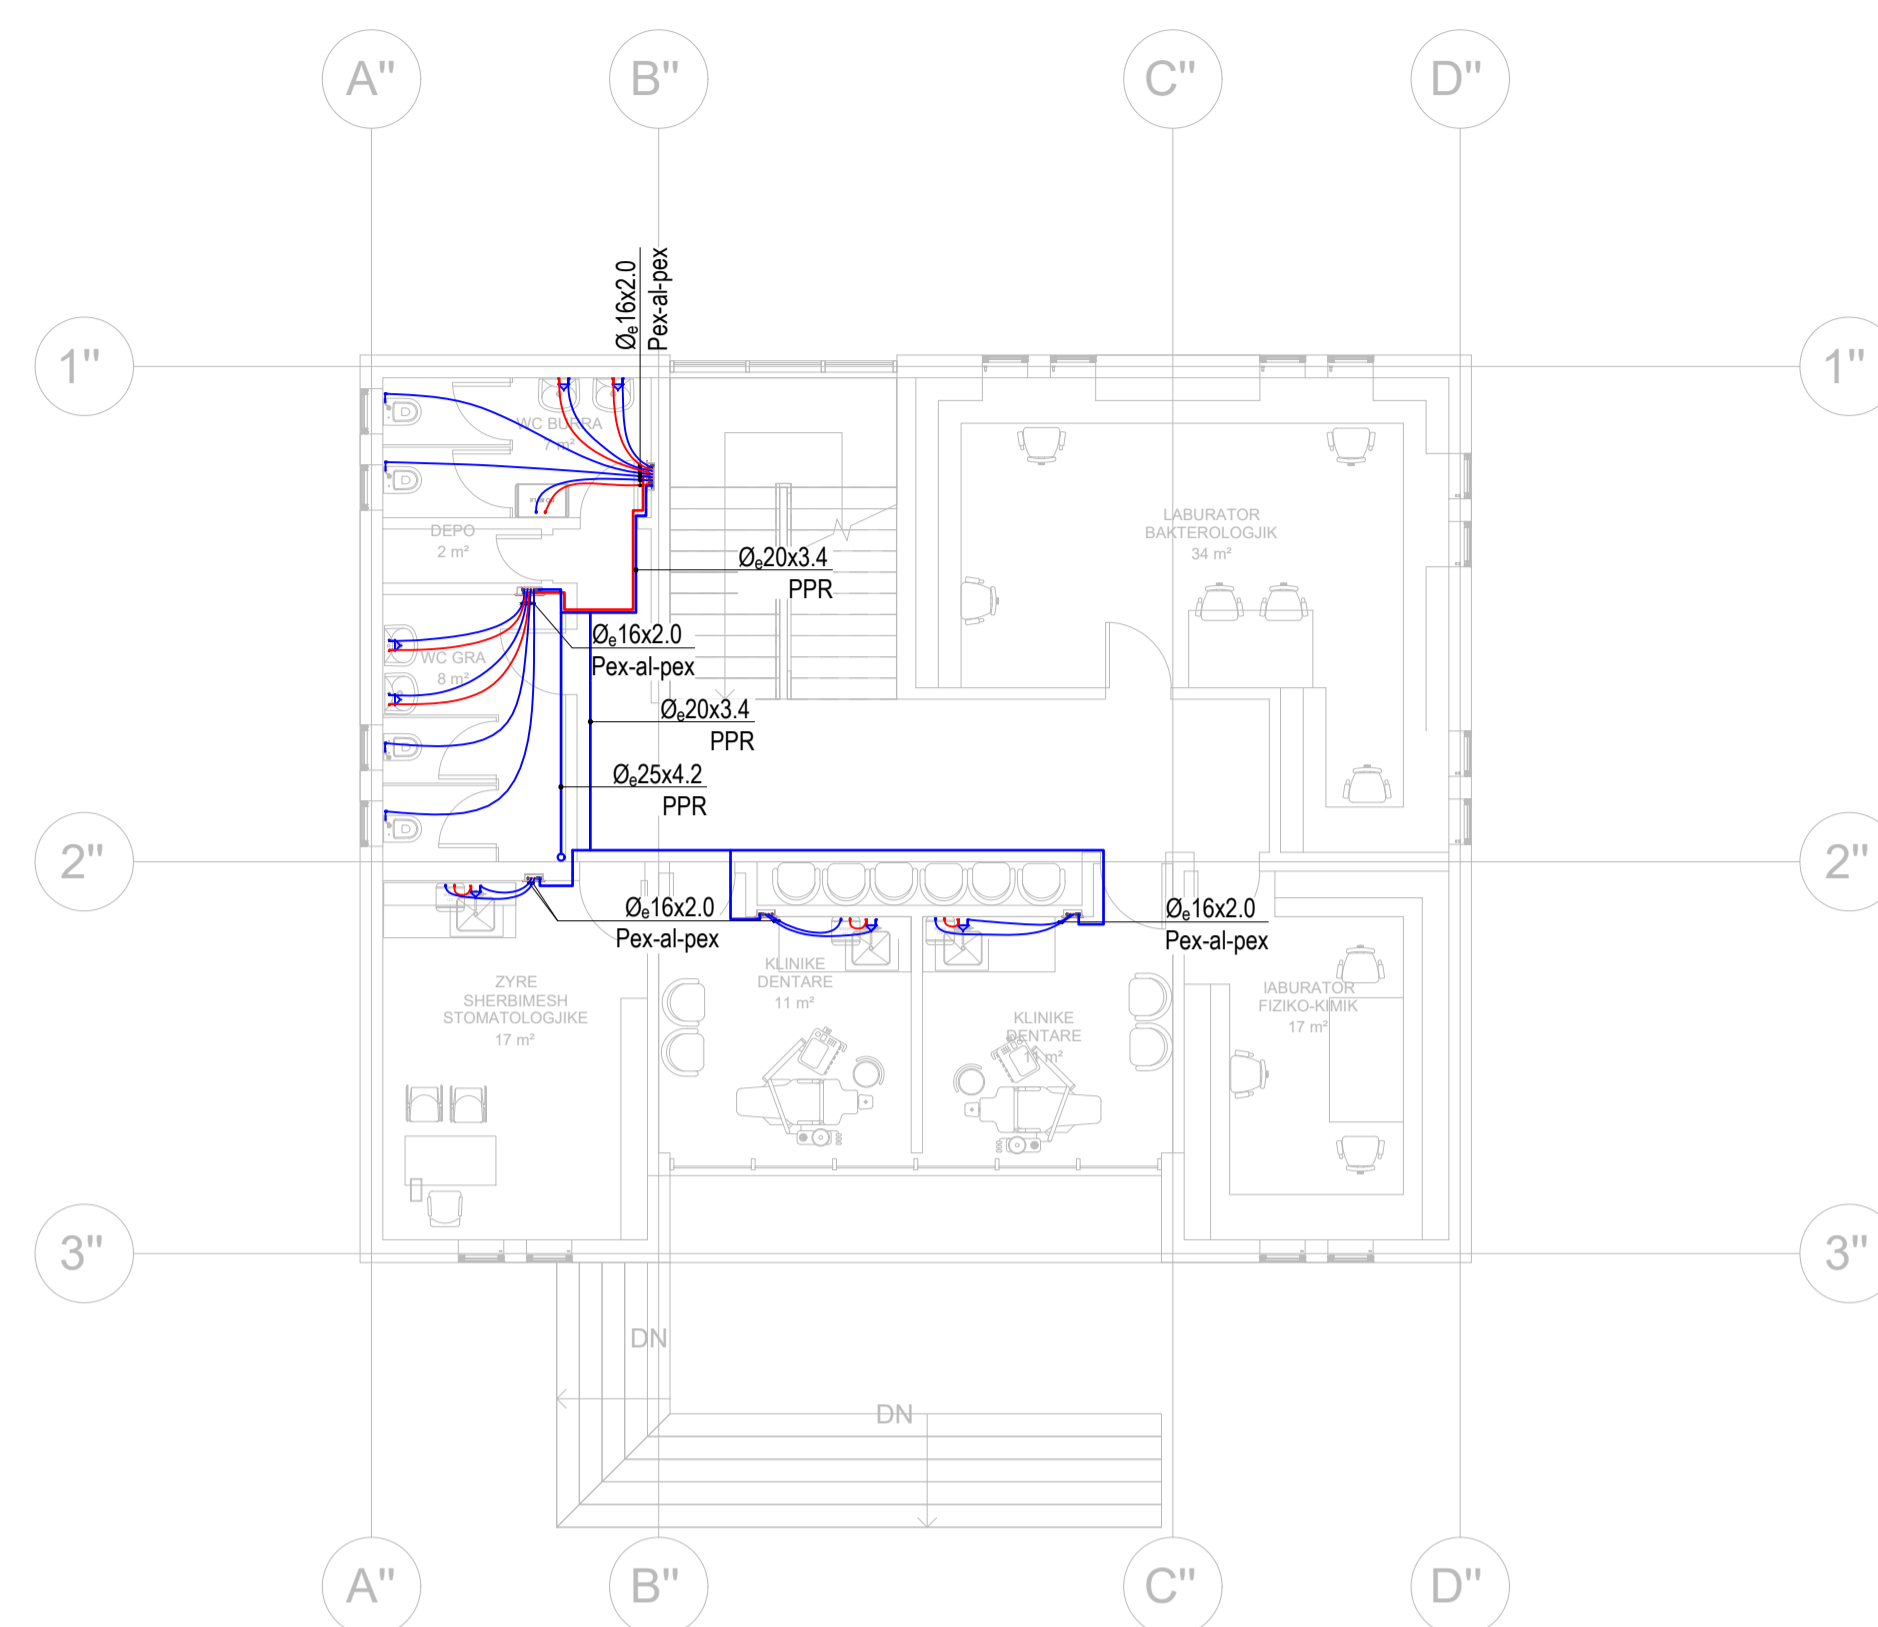 A"
B"
C"
D"
Øe16x2.0
Pex-al-pex
1"
1"
WC BURRA
7 m²
DEPO
2 m²
LABURATOR
BAKTEROLOGJIK
34 m²
Øe20x3.4
PPR
Øe16x2.0
Pex-al-pex
WC GRA
8 m²
Øe20x3.4
PPR
Øe25x4.2
PPR
2"
2"
Øe16x2.0
Pex-al-pex
Øe16x2.0
Pex-al-pex
ZYRE
SHERBIMESH
STOMATOLOGJIKE
17 m²
KLINIKE
DENTARE
11 m²
KLINIKE
DENTARE
11 m²
lABURATOR
FIZIKO-KIMIK
17 m²
3"
3"
DN
DN
A"
B"
C"
D"